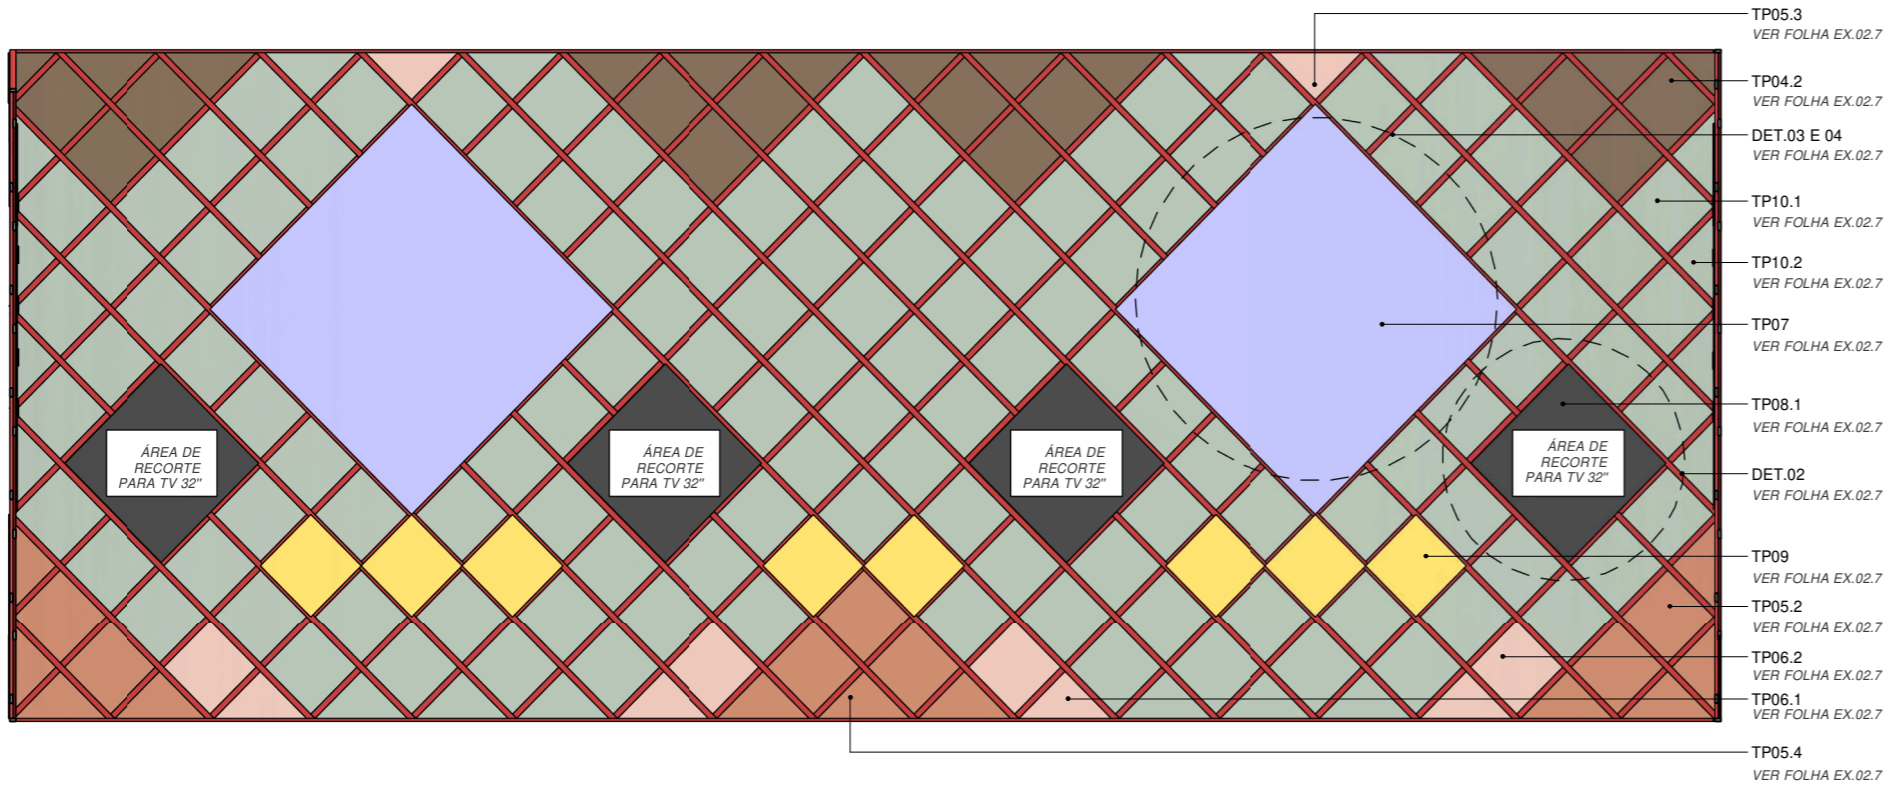 TP05.3
VER FOLHA EX.02.7
TP04.2
VER FOLHA EX.02.7
DET.03 E 04
VER FOLHA EX.02.7
TP10.1
VER FOLHA EX.02.7
TP10.2
VER FOLHA EX.02.7
TP07
VER FOLHA EX.02.7
TP08.1
VER FOLHA EX.02.7
ÁREA DE
RECORTE
PARA TV 32"
ÁREA DE
RECORTE
PARA TV 32"
ÁREA DE
RECORTE
PARA TV 32"
ÁREA DE
RECORTE
PARA TV 32"
DET.02
VER FOLHA EX.02.7
TP09
VER FOLHA EX.02.7
TP05.2
VER FOLHA EX.02.7
TP06.2
VER FOLHA EX.02.7
TP06.1
VER FOLHA EX.02.7
TP05.4
VER FOLHA EX.02.7